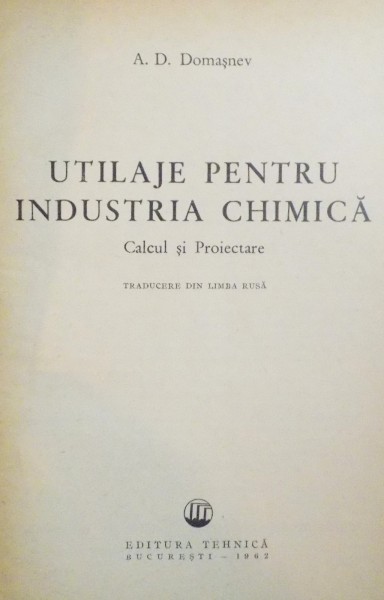 A. D. Domașnev
UTILAJE PENTRU
INDUSTRIA CHIMICĂ
Calcul și Proiectare
TRADUCERE DIN LIMBA RUSĂ
EDITURA TEHNICĂ
BUCUREȘTI — 1962